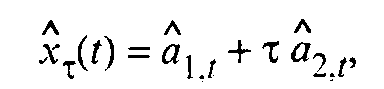 x̂_τ(t) = â_{1,t} + τ â_{2,t},